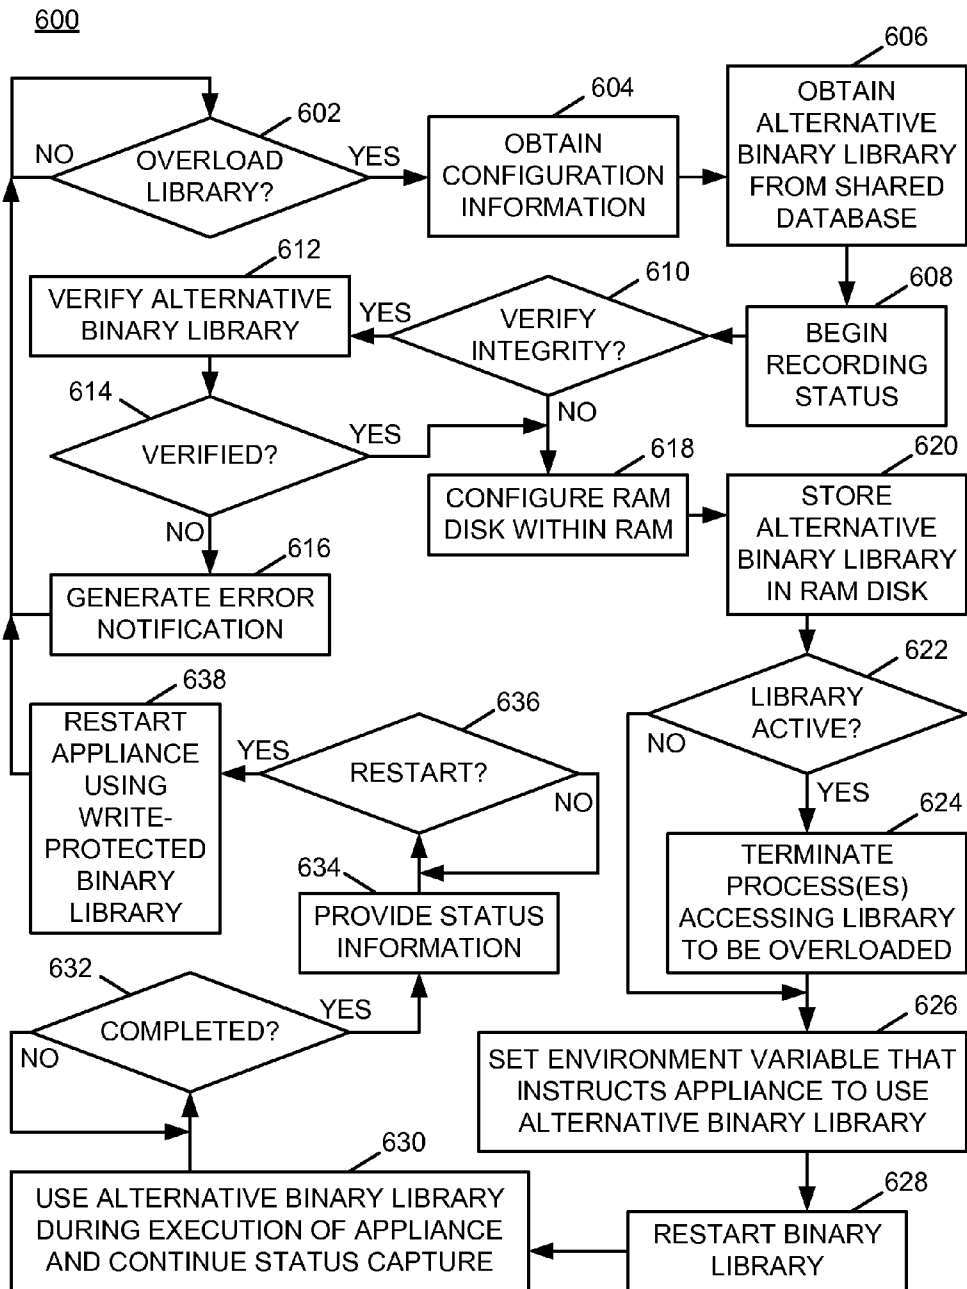 600
602
OVERLOAD
LIBRARY?
NO
YES
604
OBTAIN
CONFIGURATION
INFORMATION
606
OBTAIN
ALTERNATIVE
BINARY LIBRARY
FROM SHARED
DATABASE
608
BEGIN
RECORDING
STATUS
610
VERIFY
INTEGRITY?
YES
NO
612
VERIFY ALTERNATIVE
BINARY LIBRARY
614
VERIFIED?
YES
NO
616
GENERATE ERROR
NOTIFICATION
618
CONFIGURE RAM
DISK WITHIN RAM
620
STORE
ALTERNATIVE
BINARY LIBRARY
IN RAM DISK
622
LIBRARY
ACTIVE?
NO
YES
624
TERMINATE
PROCESS(ES)
ACCESSING LIBRARY
TO BE OVERLOADED
626
SET ENVIRONMENT VARIABLE THAT
INSTRUCTS APPLIANCE TO USE
ALTERNATIVE BINARY LIBRARY
628
RESTART BINARY
LIBRARY
630
USE ALTERNATIVE BINARY LIBRARY
DURING EXECUTION OF APPLIANCE
AND CONTINUE STATUS CAPTURE
632
COMPLETED?
NO
YES
634
PROVIDE STATUS
INFORMATION
636
RESTART?
YES
NO
638
RESTART
APPLIANCE
USING
WRITE-
PROTECTED
BINARY
LIBRARY